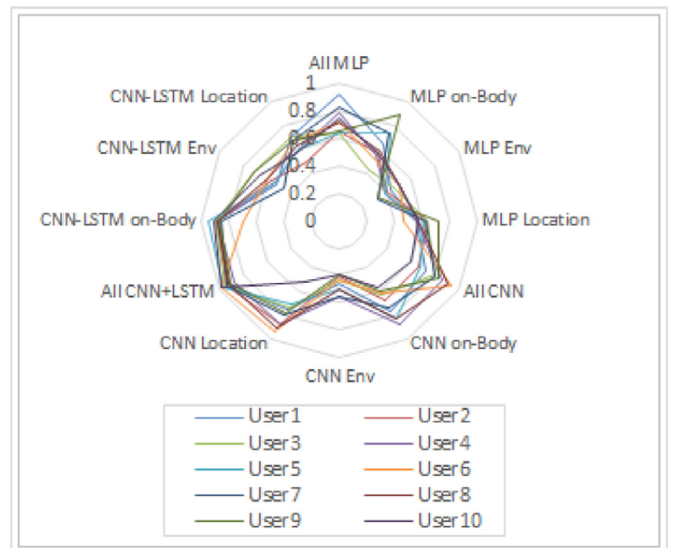 All MLP
1
CNN-LSTM Location
0.8
MLP on-Body
0.6
CNN-LSTM Env
0.4
MLP Env
0.2
CNN-LSTM on-Body
0
MLP Location
All CNN+LSTM
All CNN
CNN Location
CNN on-Body
CNN Env
User1 User2
User3 User4
User5 User6
User7 User8
User9 User10